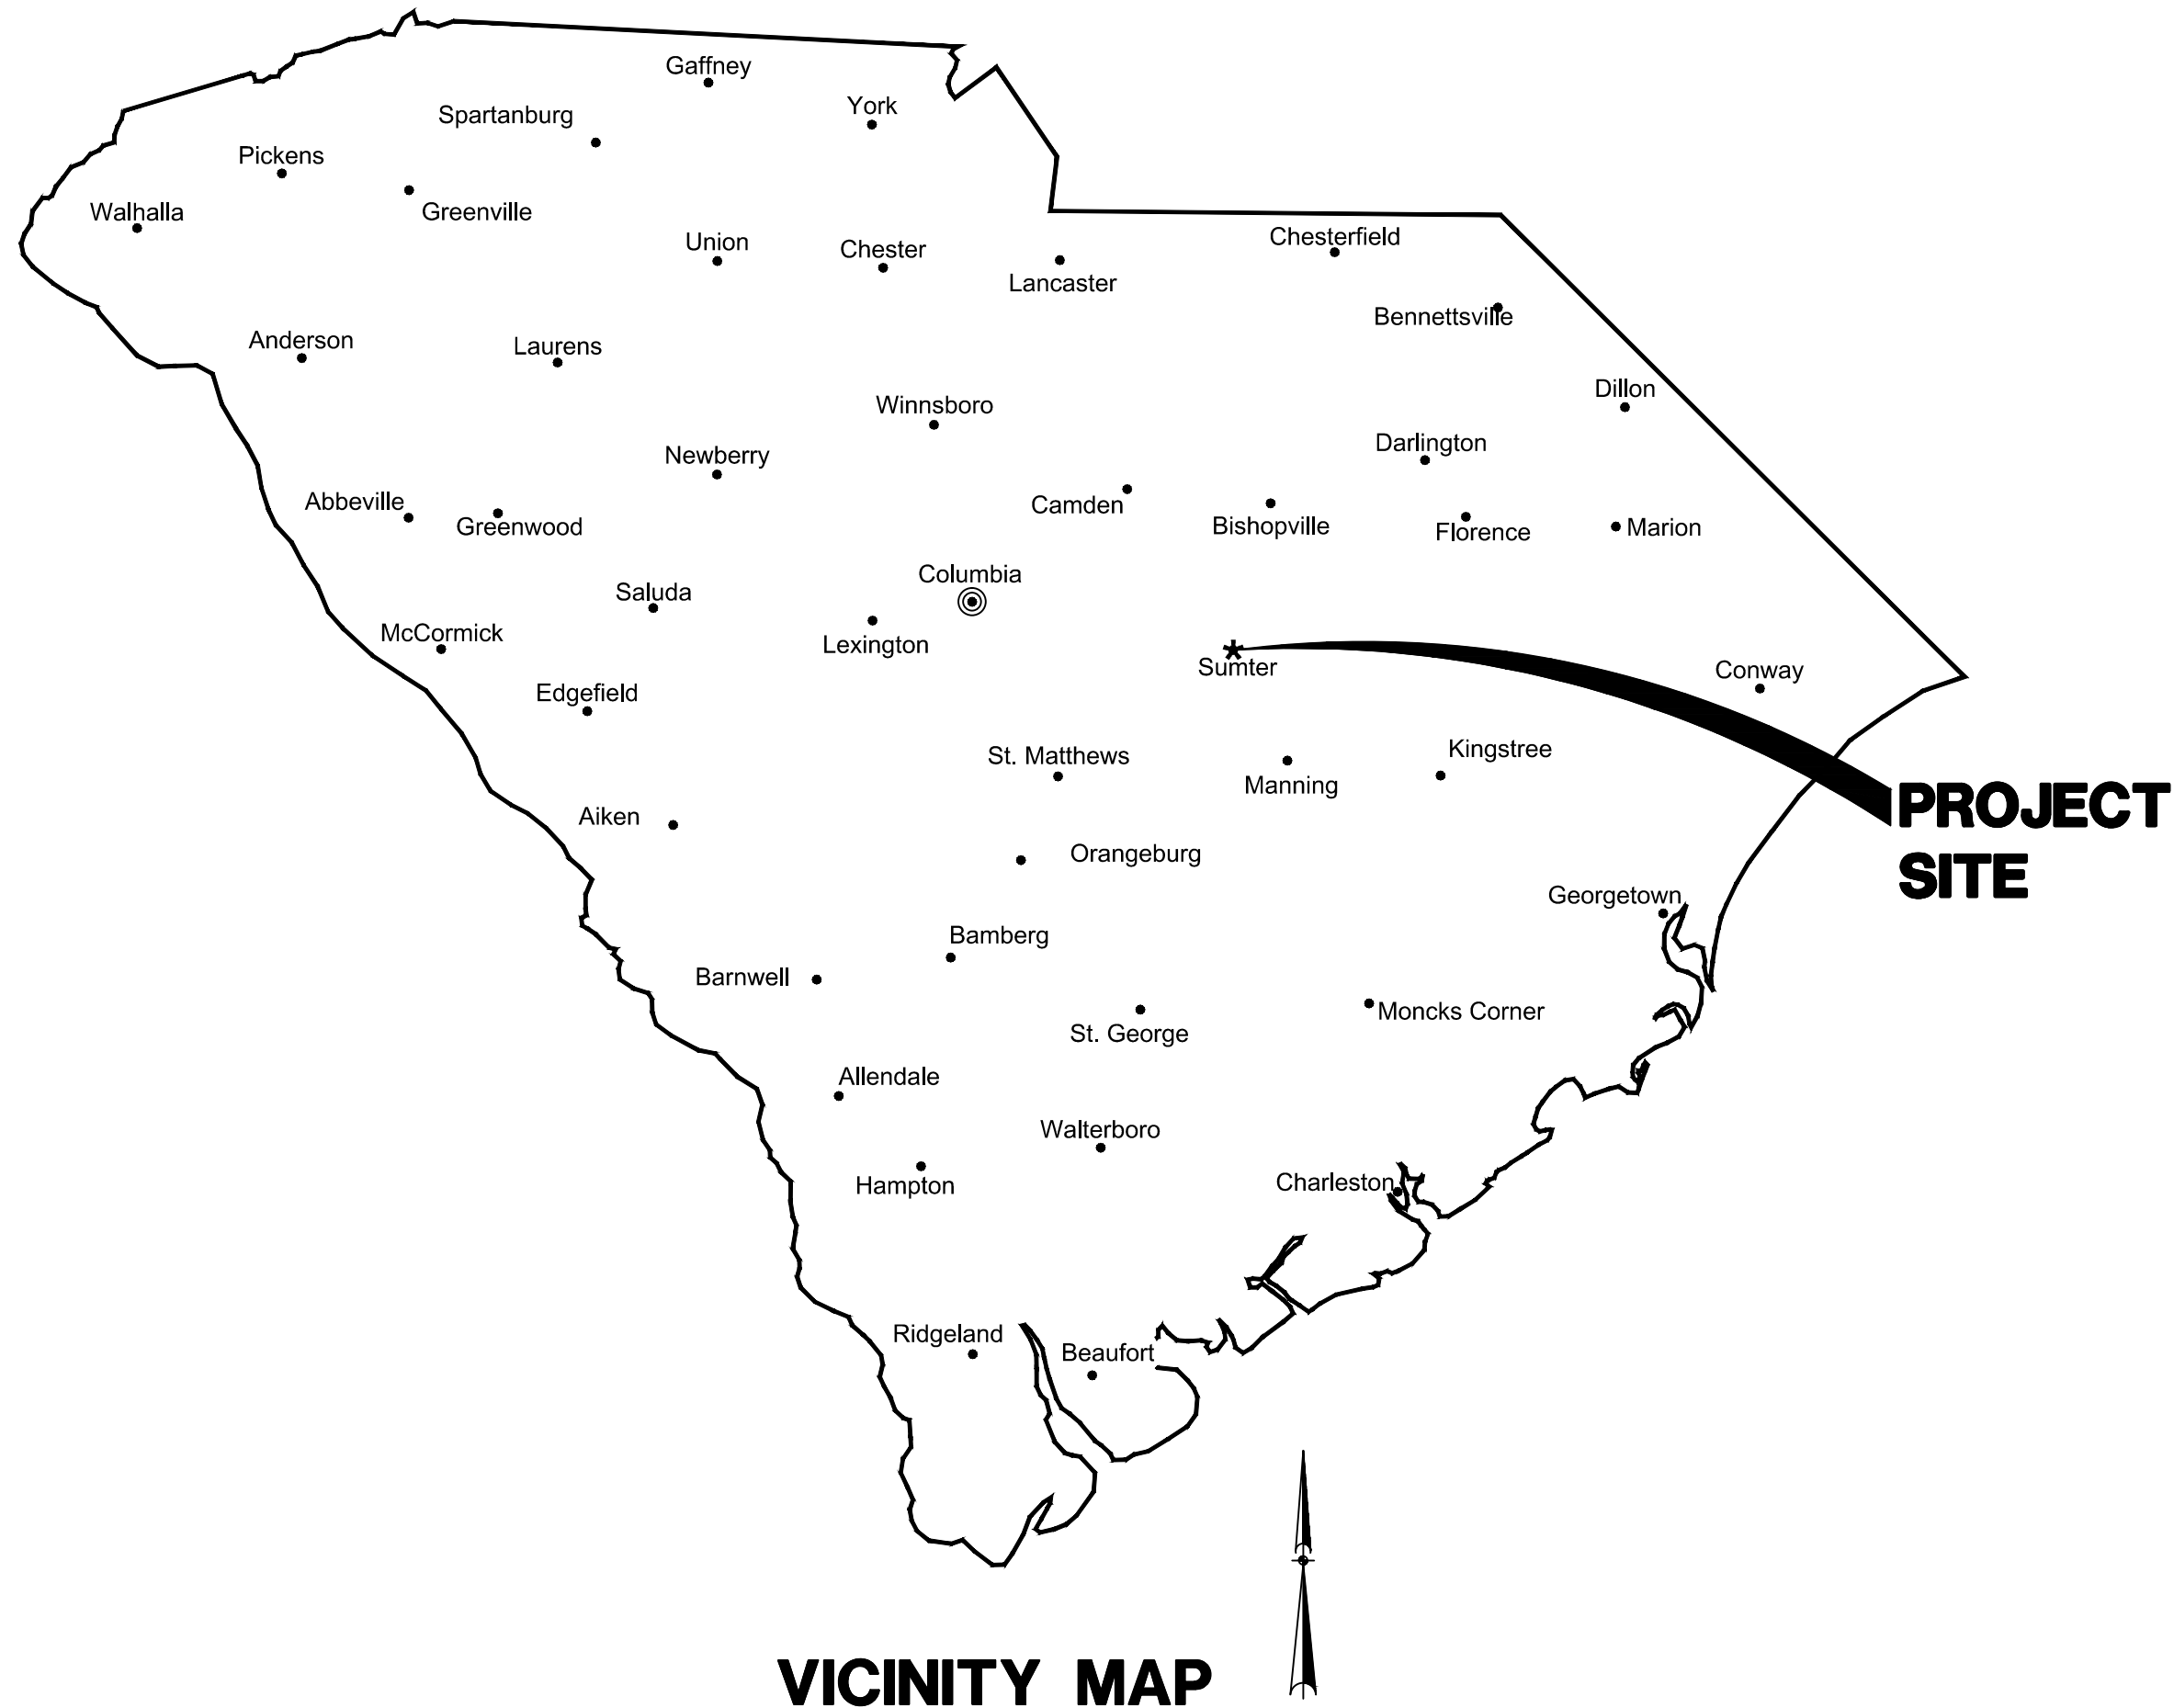 Gaffney
York
Spartanburg
Pickens
Walhalla
Greenville
Union
Chester
Chesterfield
Lancaster
Bennettsville
Anderson
Laurens
Dillon
Winnsboro
Darlington
Newberry
Abbeville
Camden
Greenwood
Bishopville
Florence
Marion
Columbia
Saluda
McCormick
Lexington
Sumter
Conway
Edgefield
St. Matthews
Kingstree
Manning
PROJECT
SITE
Aiken
Orangeburg
Georgetown
Bamberg
Barnwell
Moncks Corner
St. George
Allendale
Walterboro
Hampton
Charleston
Ridgeland
Beaufort
VICINITY MAP